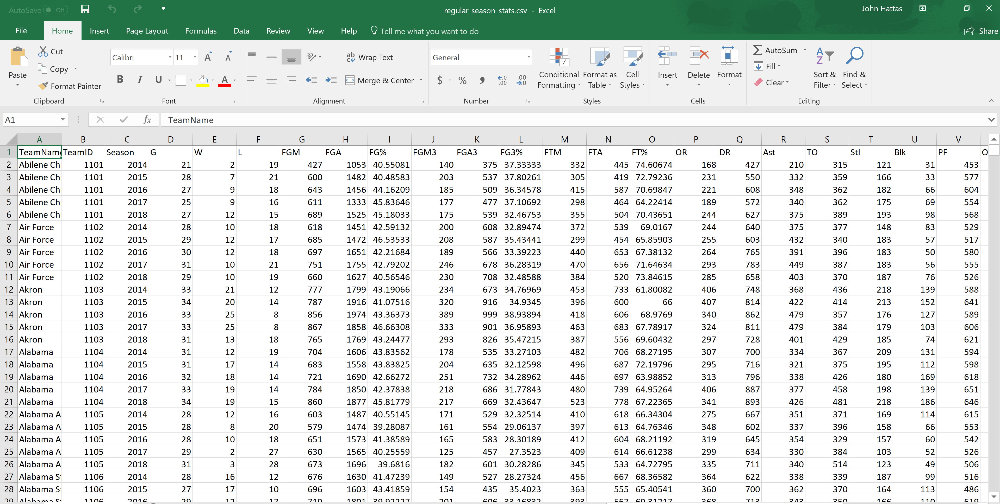 AutoSave Off regular_season_stats.csv - Excel John Hattas
File Home Insert Page Layout Formulas Data Review View Help Tell me what you want to do Share
Paste Cut Copy Format Painter Calibri 11 B I U A Wrap Text Merge & Center General $ % Conditional Formatting Format as Table Cell Styles Insert Delete Format AutoSum Fill Clear Sort & Filter Find & Select
Clipboard Font Alignment Number Styles Cells Editing
A1 fx TeamName
A B C D E F G H I J K L M N O P Q R S T U V
1 TeamName TeamID Season G W L FGM FGA FG% FGM3 FGA3 FG3% FTM FTA FT% OR DR Ast TO Stl Blk PF O
2 Abilene Chr 1101 2014 21 2 19 427 1053 40.55081 140 375 37.33333 332 445 74.60674 168 427 210 315 121 31 453
3 Abilene Chr 1101 2015 28 7 21 600 1482 40.48583 203 537 37.80261 305 419 72.79236 231 550 332 359 166 33 577
4 Abilene Chr 1101 2016 27 9 18 643 1456 44.16209 185 509 36.34578 415 587 70.69847 221 608 348 362 182 66 604
5 Abilene Chr 1101 2017 25 9 16 611 1333 45.83646 177 477 37.10692 298 464 64.22414 189 572 340 362 175 69 554
6 Abilene Chr 1101 2018 27 12 15 689 1525 45.18033 175 539 32.46753 355 504 70.43651 244 627 375 389 193 98 568
7 Air Force 1102 2014 28 10 18 618 1451 42.59132 200 608 32.89474 372 539 69.0167 244 640 375 377 148 83 529
8 Air Force 1102 2015 29 12 17 685 1472 46.53533 208 587 35.43441 299 454 65.85903 255 603 432 340 183 57 517
9 Air Force 1102 2016 30 12 18 697 1651 42.21684 189 566 33.39223 440 653 67.38132 264 765 391 396 183 50 580
10 Air Force 1102 2017 31 10 21 751 1755 42.79202 246 678 36.28319 470 656 71.64634 293 783 449 387 183 56 555
11 Air Force 1102 2018 29 10 19 660 1627 40.56546 230 708 32.48588 384 520 73.84615 285 658 403 370 187 76 526
12 Akron 1103 2014 33 21 12 777 1799 43.19066 234 673 34.76969 453 733 61.80082 406 748 368 436 218 139 588
13 Akron 1103 2015 34 20 14 787 1916 41.07516 320 916 34.9345 396 600 66 407 814 422 414 213 152 641
14 Akron 1103 2016 33 25 8 856 1974 43.36373 389 999 38.93894 418 606 68.9769 340 862 479 357 176 127 589
15 Akron 1103 2017 33 25 8 867 1858 46.66308 333 901 36.95893 463 683 67.78917 324 811 479 384 179 103 606
16 Akron 1103 2018 31 13 18 765 1769 43.24477 293 826 35.47215 387 556 69.60432 297 728 401 429 185 74 621
17 Alabama 1104 2014 31 12 19 704 1606 43.83562 178 535 33.27103 482 706 68.27195 307 700 334 367 209 131 594
18 Alabama 1104 2015 31 17 14 683 1558 43.83825 204 635 32.12598 496 687 72.19796 295 716 321 375 195 112 598
19 Alabama 1104 2016 32 18 14 721 1690 42.66272 251 732 34.28962 446 697 63.98852 313 796 338 426 180 169 618
20 Alabama 1104 2017 33 19 14 784 1850 42.37838 218 686 31.77843 480 739 64.95264 406 887 377 458 198 139 651
21 Alabama 1104 2018 34 19 15 860 1877 45.81779 217 669 32.43647 523 778 67.22365 341 893 426 481 218 186 646
22 Alabama A 1105 2014 28 12 16 603 1487 40.55145 171 529 32.32514 410 618 66.34304 275 667 351 371 169 114 615
23 Alabama A 1105 2015 28 8 20 579 1474 39.28087 161 554 29.06137 397 613 64.76346 348 602 337 396 158 66 553
24 Alabama A 1105 2016 28 10 18 651 1573 41.38589 165 583 28.30189 412 604 68.21192 319 645 354 329 157 60 542
25 Alabama A 1105 2017 29 2 27 630 1565 40.25559 125 457 27.3523 409 614 66.61238 299 634 330 384 103 52 526
26 Alabama A 1105 2018 31 3 28 673 1696 39.6816 182 601 30.28286 345 533 64.72795 335 711 340 514 123 49 506
27 Alabama St 1106 2014 28 16 12 676 1630 41.47239 149 527 28.27324 456 667 68.36582 364 622 338 339 187 99 516
28 Alabama St 1106 2015 27 17 10 696 1603 43.41859 154 435 35.4023 363 555 65.40541 360 700 362 370 164 113 486
29 Alabama St 1106 2016 29 12 17